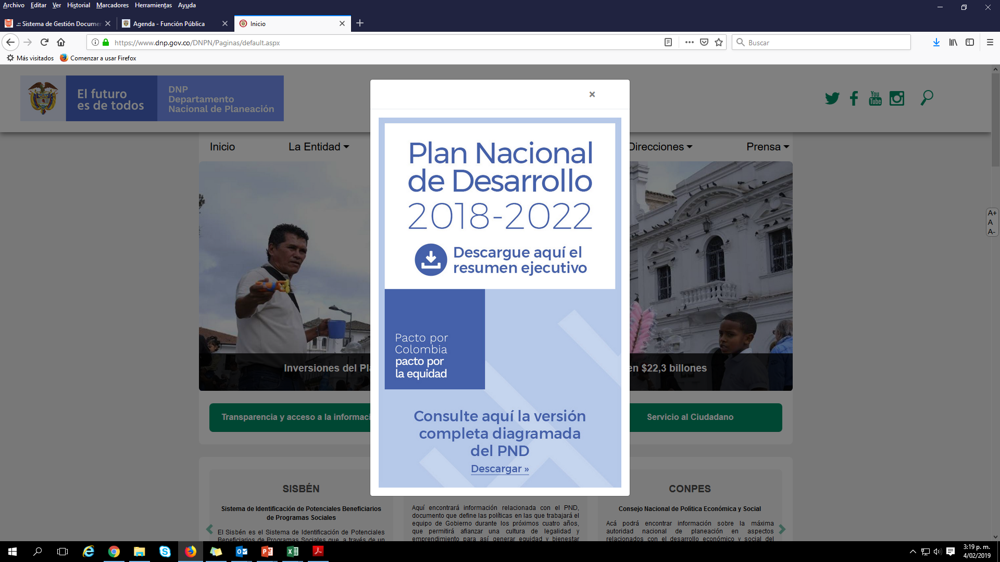 Archivo Editar Ver Historial Marcadores Herramientas Ayuda
.:: Sistema de Gestión Documen
Agenda - Función Pública
Inicio
https://www.dnp.gov.co/DNPN/Paginas/default.aspx
Buscar
Más visitados
Comenzar a usar Firefox
El futuro
es de todos
DNP
Departamento
Nacional de Planeación
You
Tube
×
Inicio
La Entidad
Direcciones
Prensa
A+
A
A-
Plan Nacional
de Desarrollo
2018-2022
Descargue aquí el
resumen ejecutivo
Pacto por
Colombia
pacto por
la equidad
Consulte aquí la versión
completa diagramada
del PND
Descargar »
Inversiones del Pl
en $22,3 billones
Transparencia y acceso a la informaci
Servicio al Ciudadano
SISBÉN
Sistema de Identificación de Potenciales Beneficiarios
de Programas Sociales
El Sisbén es el Sistema de Identificación de Potenciales
Beneficiarios de Programas Sociales que, a través de un
Aquí encontrará información relacionada con el PND,
documento que define las políticas en las que trabajará el
equipo de Gobierno durante los próximos cuatro años,
que permitirá afianzar una cultura de legalidad y
emprendimiento para así generar equidad y bienestar
CONPES
Consejo Nacional de Política Económica y Social
Acá podrá encontrar información sobre la máxima
autoridad nacional de planeación en aspectos
relacionados con el desarrollo económico y social del
3:19 p. m.
4/02/2019